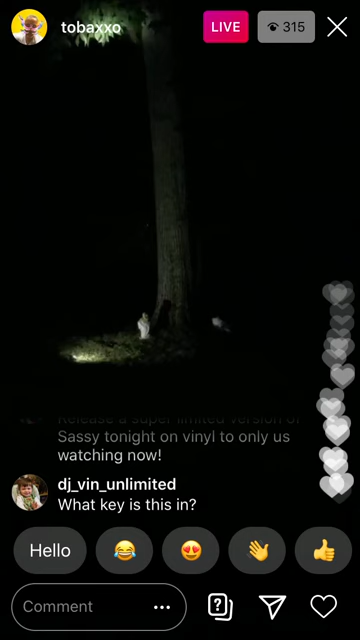 tobaxxo
LIVE
315
Release a super limited version of
Sassy tonight on vinyl to only us
watching now!
dj_vin_unlimited
What key is this in?
Hello
Comment